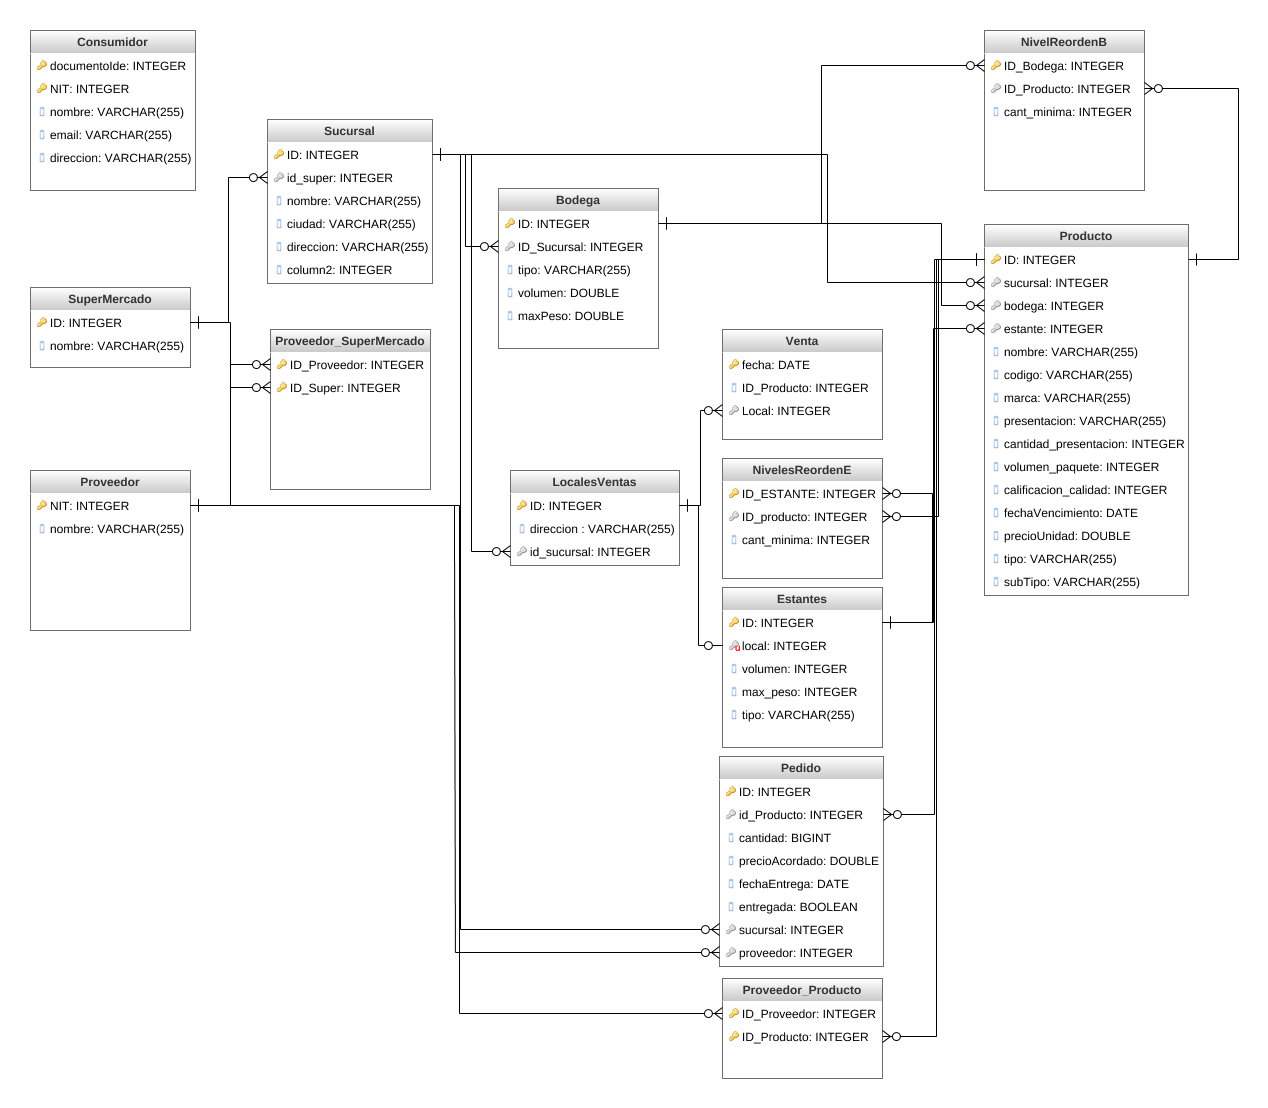 Consumidor
documentoIde: INTEGER
NIT: INTEGER
nombre: VARCHAR(255)
email: VARCHAR(255)
direccion: VARCHAR(255)
SuperMercado
ID: INTEGER
nombre: VARCHAR(255)
Proveedor
NIT: INTEGER
nombre: VARCHAR(255)
Sucursal
ID: INTEGER
id_super: INTEGER
nombre: VARCHAR(255)
ciudad: VARCHAR(255)
direccion: VARCHAR(255)
column2: INTEGER
Proveedor_SuperMercado
ID_Proveedor: INTEGER
ID_Super: INTEGER
Bodega
ID: INTEGER
ID_Sucursal: INTEGER
tipo: VARCHAR(255)
volumen: DOUBLE
maxPeso: DOUBLE
LocalesVentas
ID: INTEGER
direccion : VARCHAR(255)
id_sucursal: INTEGER
Venta
fecha: DATE
ID_Producto: INTEGER
Local: INTEGER
NivelesReordenE
ID_ESTANTE: INTEGER
ID_producto: INTEGER
cant_minima: INTEGER
Estantes
ID: INTEGER
local: INTEGER
volumen: INTEGER
max_peso: INTEGER
tipo: VARCHAR(255)
Pedido
ID: INTEGER
id_Producto: INTEGER
cantidad: BIGINT
precioAcordado: DOUBLE
fechaEntrega: DATE
entregada: BOOLEAN
sucursal: INTEGER
proveedor: INTEGER
Proveedor_Producto
ID_Proveedor: INTEGER
ID_Producto: INTEGER
NivelReordenB
ID_Bodega: INTEGER
ID_Producto: INTEGER
cant_minima: INTEGER
Producto
ID: INTEGER
sucursal: INTEGER
bodega: INTEGER
estante: INTEGER
nombre: VARCHAR(255)
codigo: VARCHAR(255)
marca: VARCHAR(255)
presentacion: VARCHAR(255)
cantidad_presentacion: INTEGER
volumen_paquete: INTEGER
calificacion_calidad: INTEGER
fechaVencimiento: DATE
precioUnidad: DOUBLE
tipo: VARCHAR(255)
subTipo: VARCHAR(255)